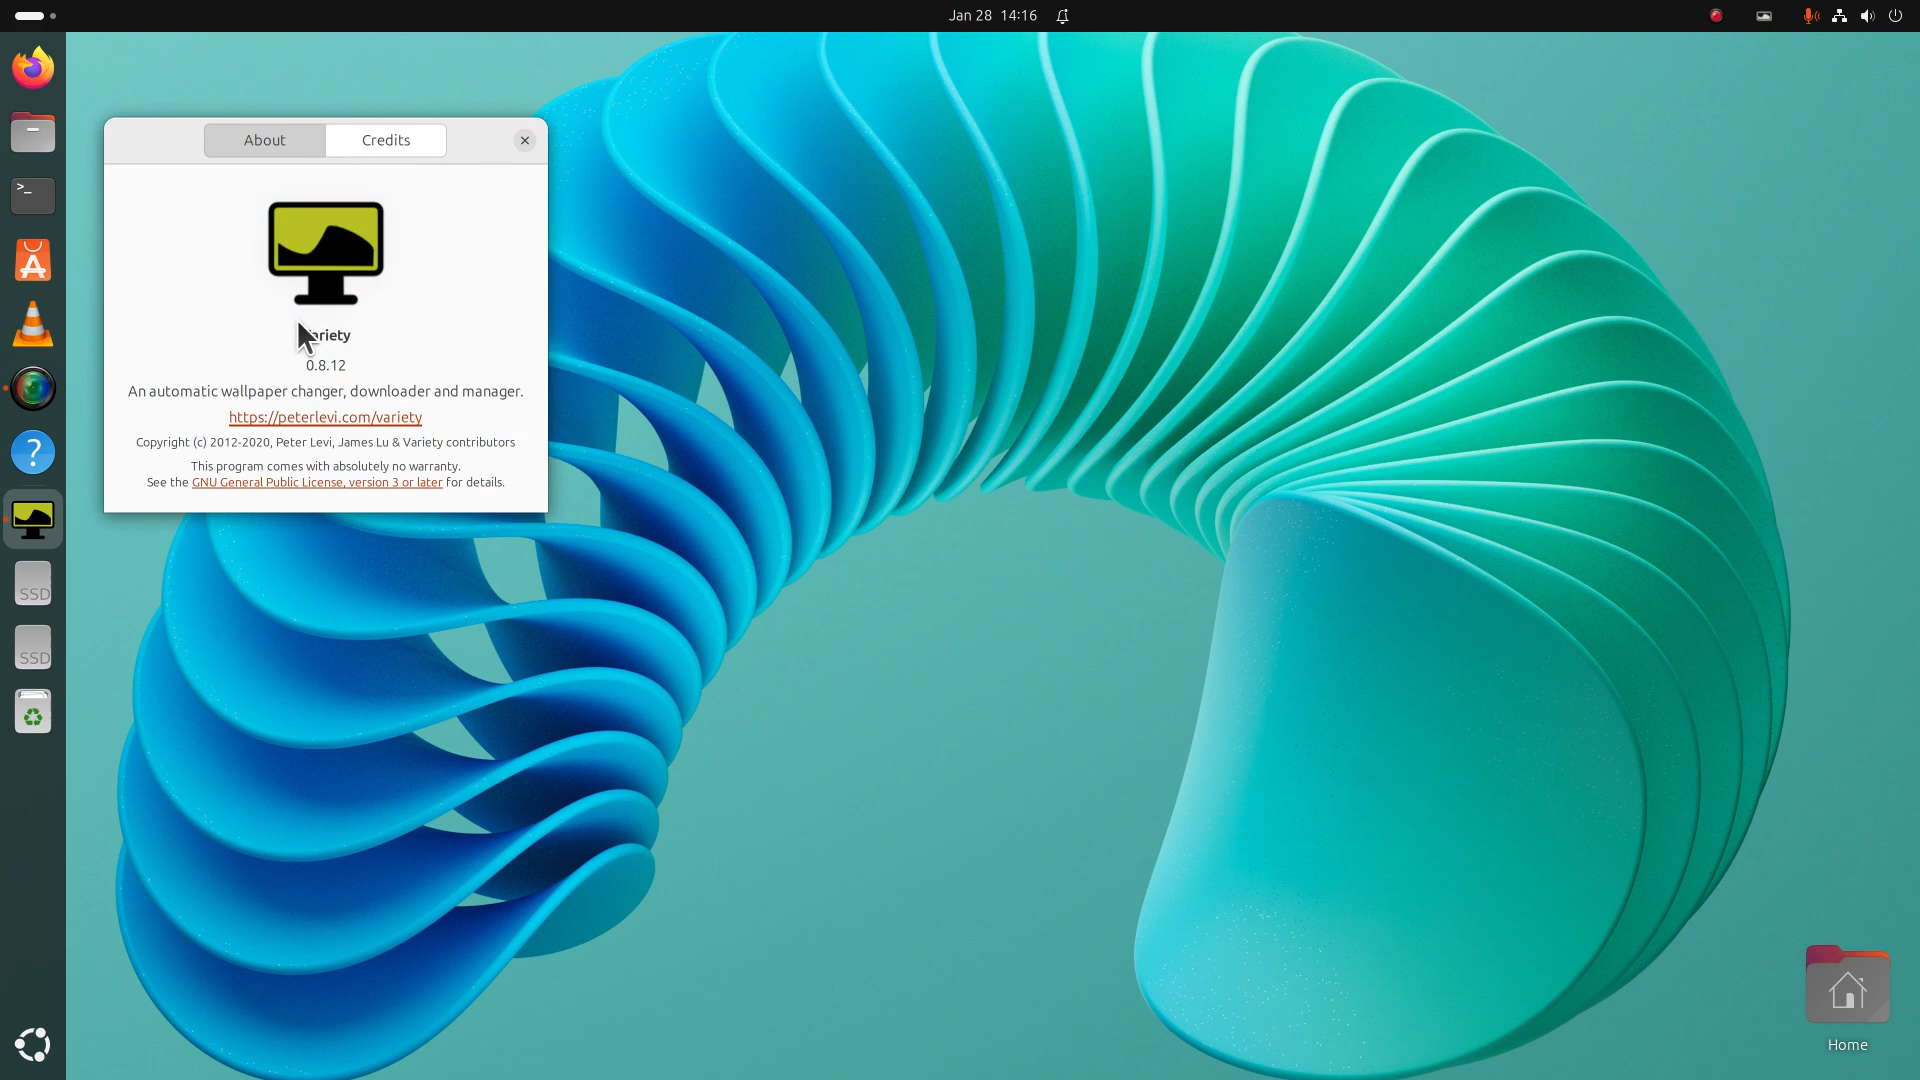 Jan 28 14:16
About
Credits
Variety
0.8.12
An automatic wallpaper changer, downloader and manager.
https://peterlevi.com/variety
Copyright (c) 2012-2020, Peter Levi, James Lu & Variety contributors
This program comes with absolutely no warranty.
See the GNU General Public License, version 3 or later for details.
>_
?
SSD
SSD
Home